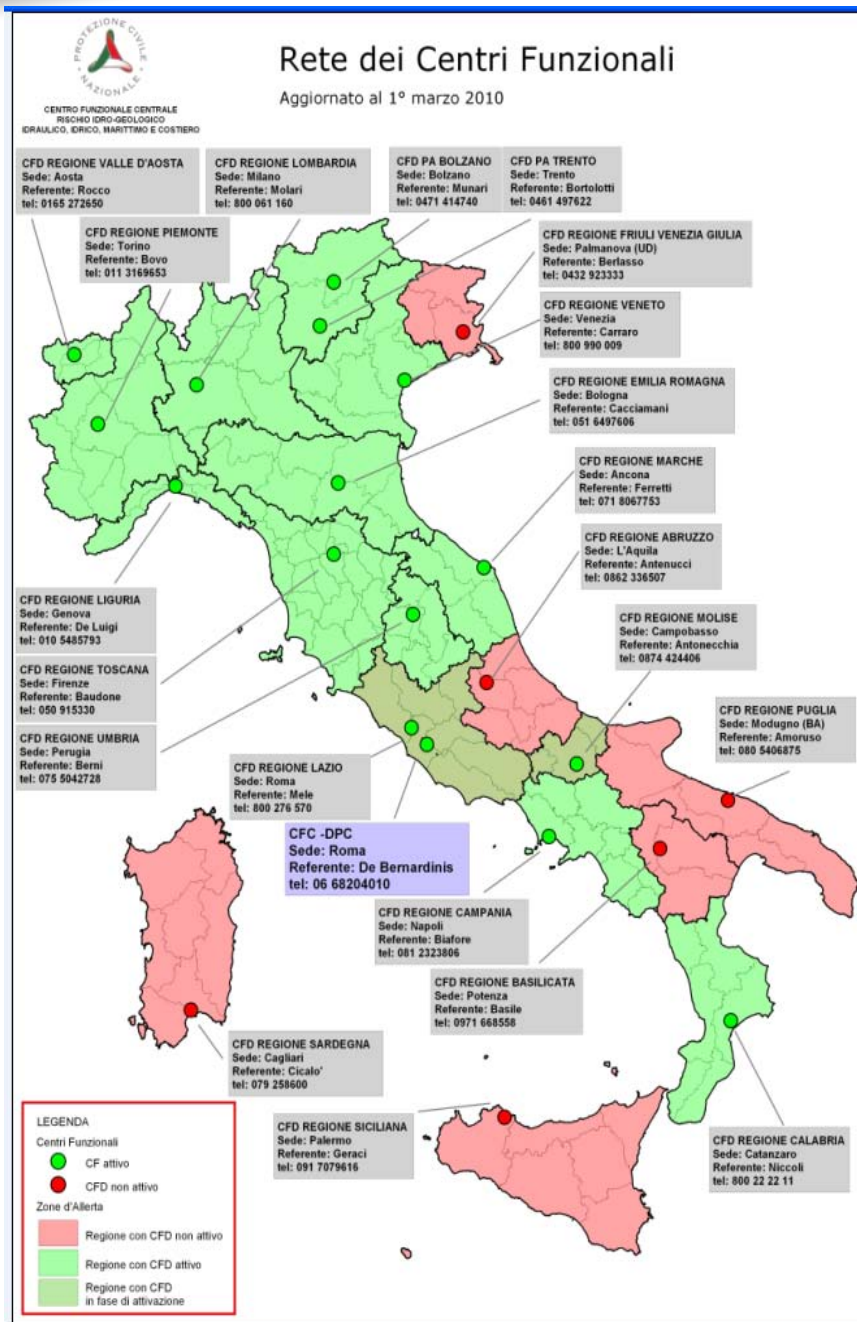 PROTEZIONE CIVILE
NAZIONALE
CENTRO FUNZIONALE CENTRALE
RISCHIO IDRO-GEOLOGICO
IDRAULICO, IDRICO, MARITTIMO E COSTIERO
Rete dei Centri Funzionali
Aggiornato al 1° marzo 2010
CFD REGIONE VALLE D'AOSTA
Sede: Aosta
Referente: Rocco
tel: 0165 272650
CFD REGIONE LOMBARDIA
Sede: Milano
Referente: Molari
tel: 800 061 160
CFD PA BOLZANO
Sede: Bolzano
Referente: Munari
tel: 0471 414740
CFD PA TRENTO
Sede: Trento
Referente: Bortolotti
tel: 0461 497622
CFD REGIONE PIEMONTE
Sede: Torino
Referente: Bovo
tel: 011 3169653
CFD REGIONE FRIULI VENEZIA GIULIA
Sede: Palmanova (UD)
Referente: Berlasso
tel: 0432 923333
CFD REGIONE VENETO
Sede: Venezia
Referente: Carraro
tel: 800 990 009
CFD REGIONE EMILIA ROMAGNA
Sede: Bologna
Referente: Cacciamani
tel: 051 6497606
CFD REGIONE MARCHE
Sede: Ancona
Referente: Ferretti
tel: 071 8067753
CFD REGIONE ABRUZZO
Sede: L'Aquila
Referente: Antenucci
tel: 0862 336507
CFD REGIONE LIGURIA
Sede: Genova
Referente: De Luigi
tel: 010 5485793
CFD REGIONE MOLISE
Sede: Campobasso
Referente: Antonecchia
tel: 0874 424406
CFD REGIONE TOSCANA
Sede: Firenze
Referente: Baudone
tel: 050 915330
CFD REGIONE PUGLIA
Sede: Modugno (BA)
Referente: Amoruso
tel: 080 5406875
CFD REGIONE UMBRIA
Sede: Perugia
Referente: Berni
tel: 075 5042728
CFD REGIONE LAZIO
Sede: Roma
Referente: Mele
tel: 800 276 570
CFC -DPC
Sede: Roma
Referente: De Bernardinis
tel: 06 68204010
CFD REGIONE CAMPANIA
Sede: Napoli
Referente: Biafore
tel: 081 2323806
CFD REGIONE BASILICATA
Sede: Potenza
Referente: Basile
tel: 0971 668558
CFD REGIONE SARDEGNA
Sede: Cagliari
Referente: Cicalo'
tel: 079 258600
CFD REGIONE SICILIANA
Sede: Palermo
Referente: Geraci
tel: 091 7079616
CFD REGIONE CALABRIA
Sede: Catanzaro
Referente: Niccoli
tel: 800 22 22 11
LEGENDA
Centri Funzionali
CF attivo
CFD non attivo
Zone d'Allerta
Regione con CFD non attivo
Regione con CFD attivo
Regione con CFD
in fase di attivazione